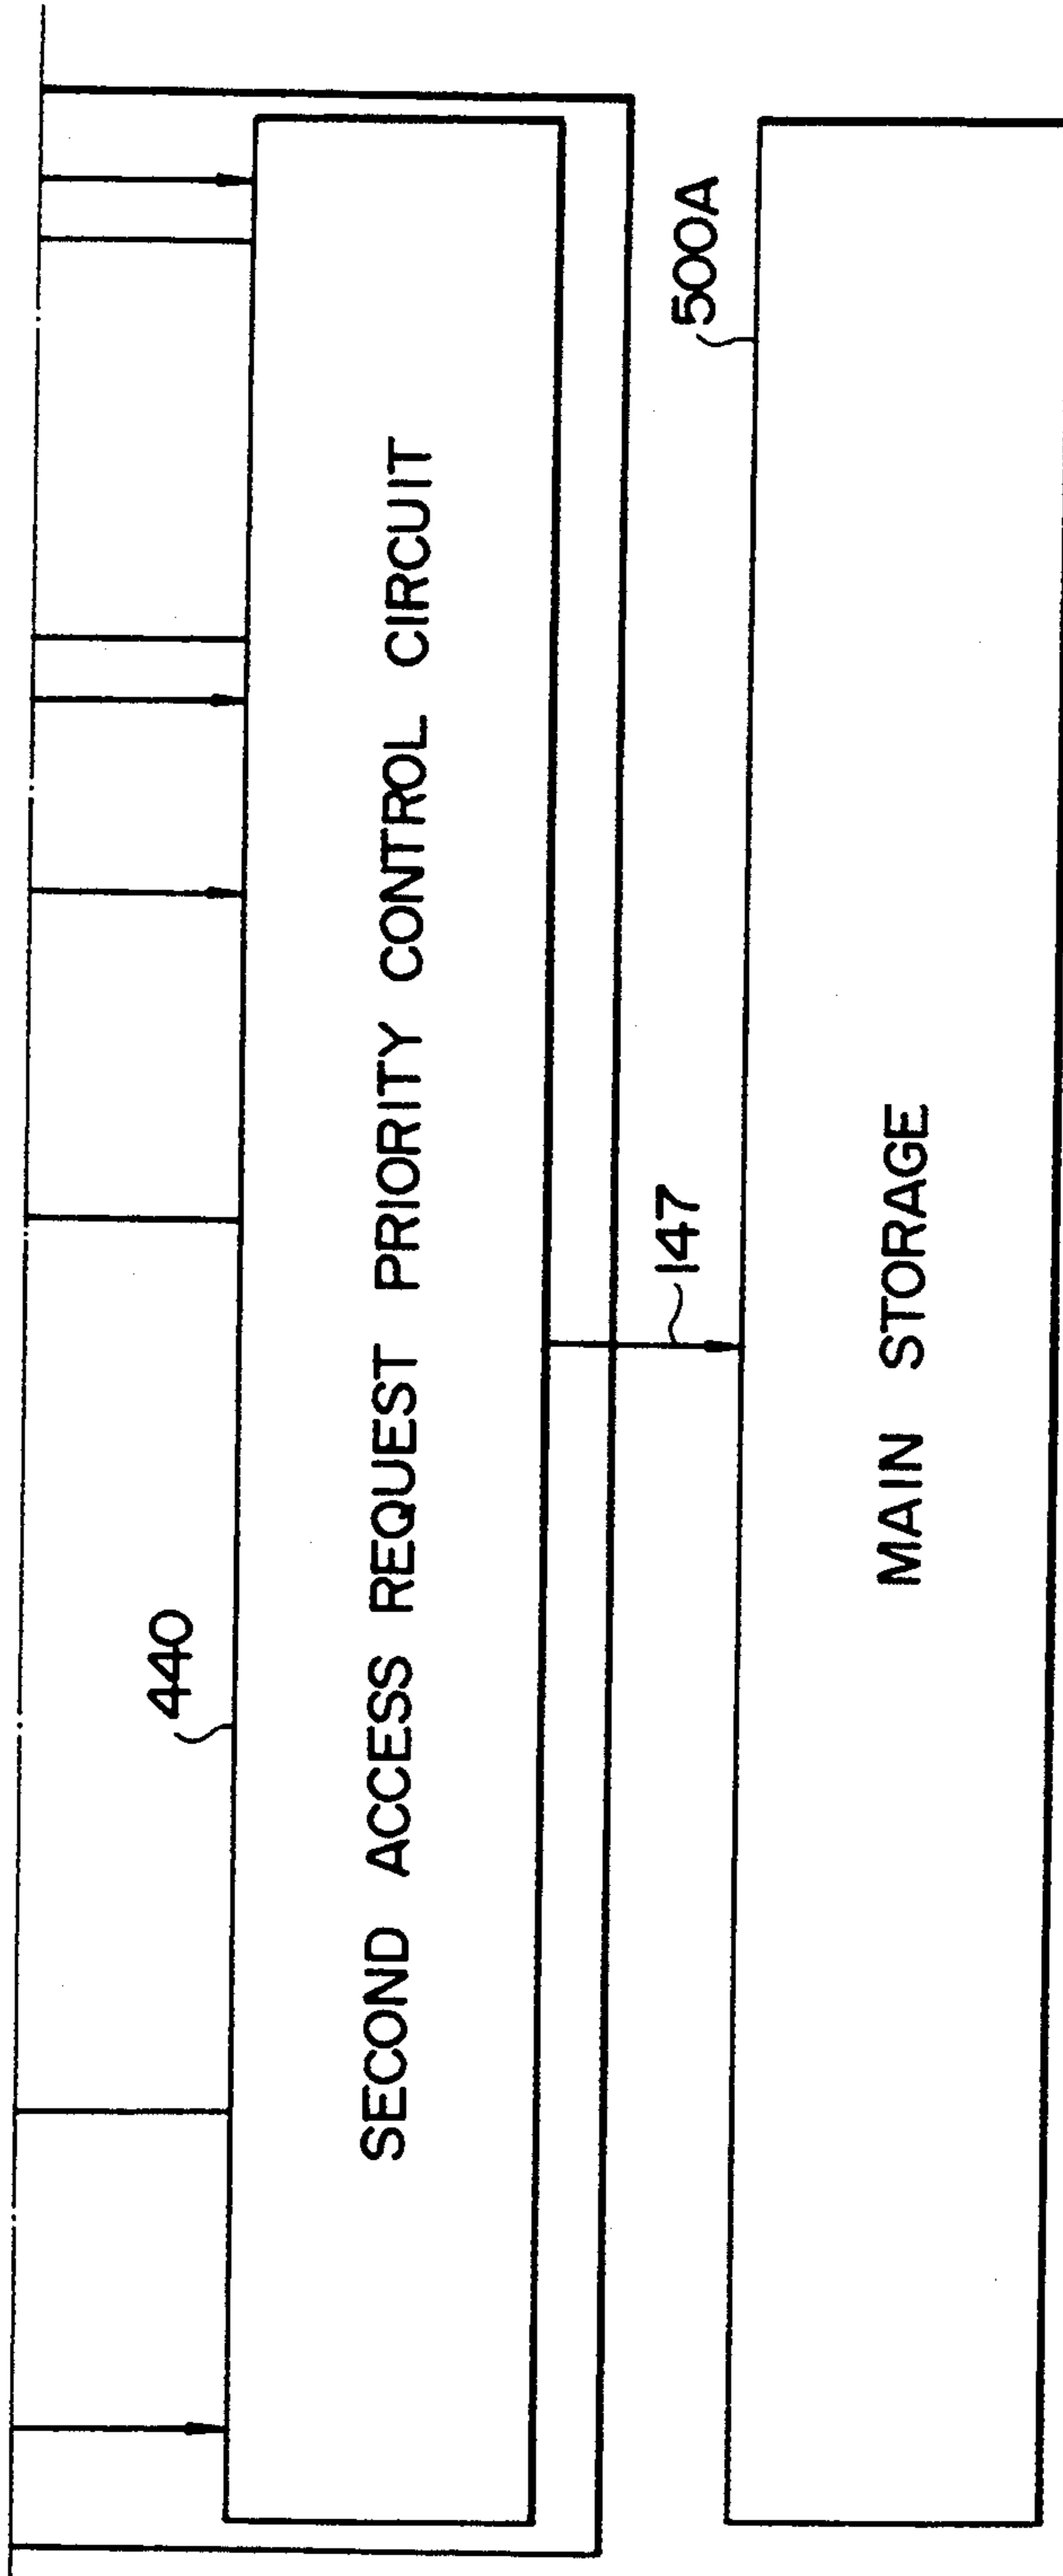 440
SECOND ACCESS REQUEST PRIORITY CONTROL CIRCUIT
147
500A
MAIN STORAGE